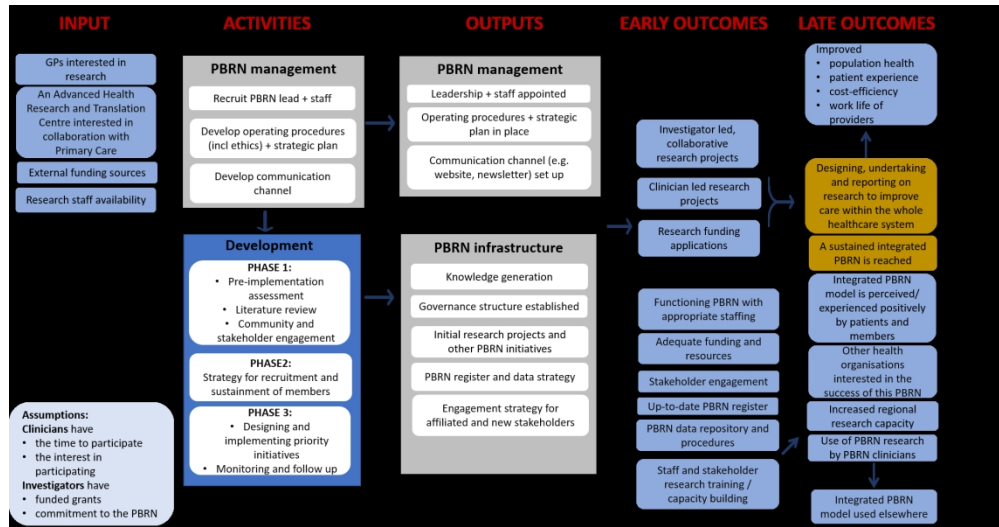 INPUT
ACTIVITIES
OUTPUTS
EARLY OUTCOMES
LATE OUTCOMES
GPs interested in
research
An Advanced Health
Research and Translation
Centre interested in
collaboration with
Primary Care
External funding sources
Research staff availability
Assumptions:
Clinicians have
• the time to participate
• the interest in
participating
Investigators have
• funded grants
• commitment to the PBRN
PBRN management
Recruit PBRN lead + staff
Develop operating procedures
(incl ethics) + strategic plan
Develop communication
channel
Development
PHASE 1:
• Pre-implementation
assessment
• Literature review
• Community and
stakeholder engagement
PHASE2:
Strategy for recruitment and
sustainment of members
PHASE 3:
• Designing and
implementing priority
initiatives
• Monitoring and follow up
PBRN management
Leadership + staff appointed
Operating procedures + strategic
plan in place
Communication channel (e.g.
website, newsletter) set up
PBRN infrastructure
Knowledge generation
Governance structure established
Initial research projects and
other PBRN initiatives
PBRN register and data strategy
Engagement strategy for
affiliated and new stakeholders
Investigator led,
collaborative
research projects
Clinician led research
projects
Research funding
applications
Functioning PBRN with
appropriate staffing
Adequate funding and
resources
Stakeholder engagement
Up-to-date PBRN register
PBRN data repository and
procedures
Staff and stakeholder
research training /
capacity building
Improved
• population health
• patient experience
• cost-efficiency
• work life of
providers
Designing, undertaking
and reporting on
research to improve
care within the whole
healthcare system
A sustained integrated
PBRN is reached
Integrated PBRN
model is perceived/
experienced positively
by patients and
members
Other health
organisations
interested in the
success of this PBRN
Increased regional
research capacity
Use of PBRN research
by PBRN clinicians
Integrated PBRN
model used elsewhere